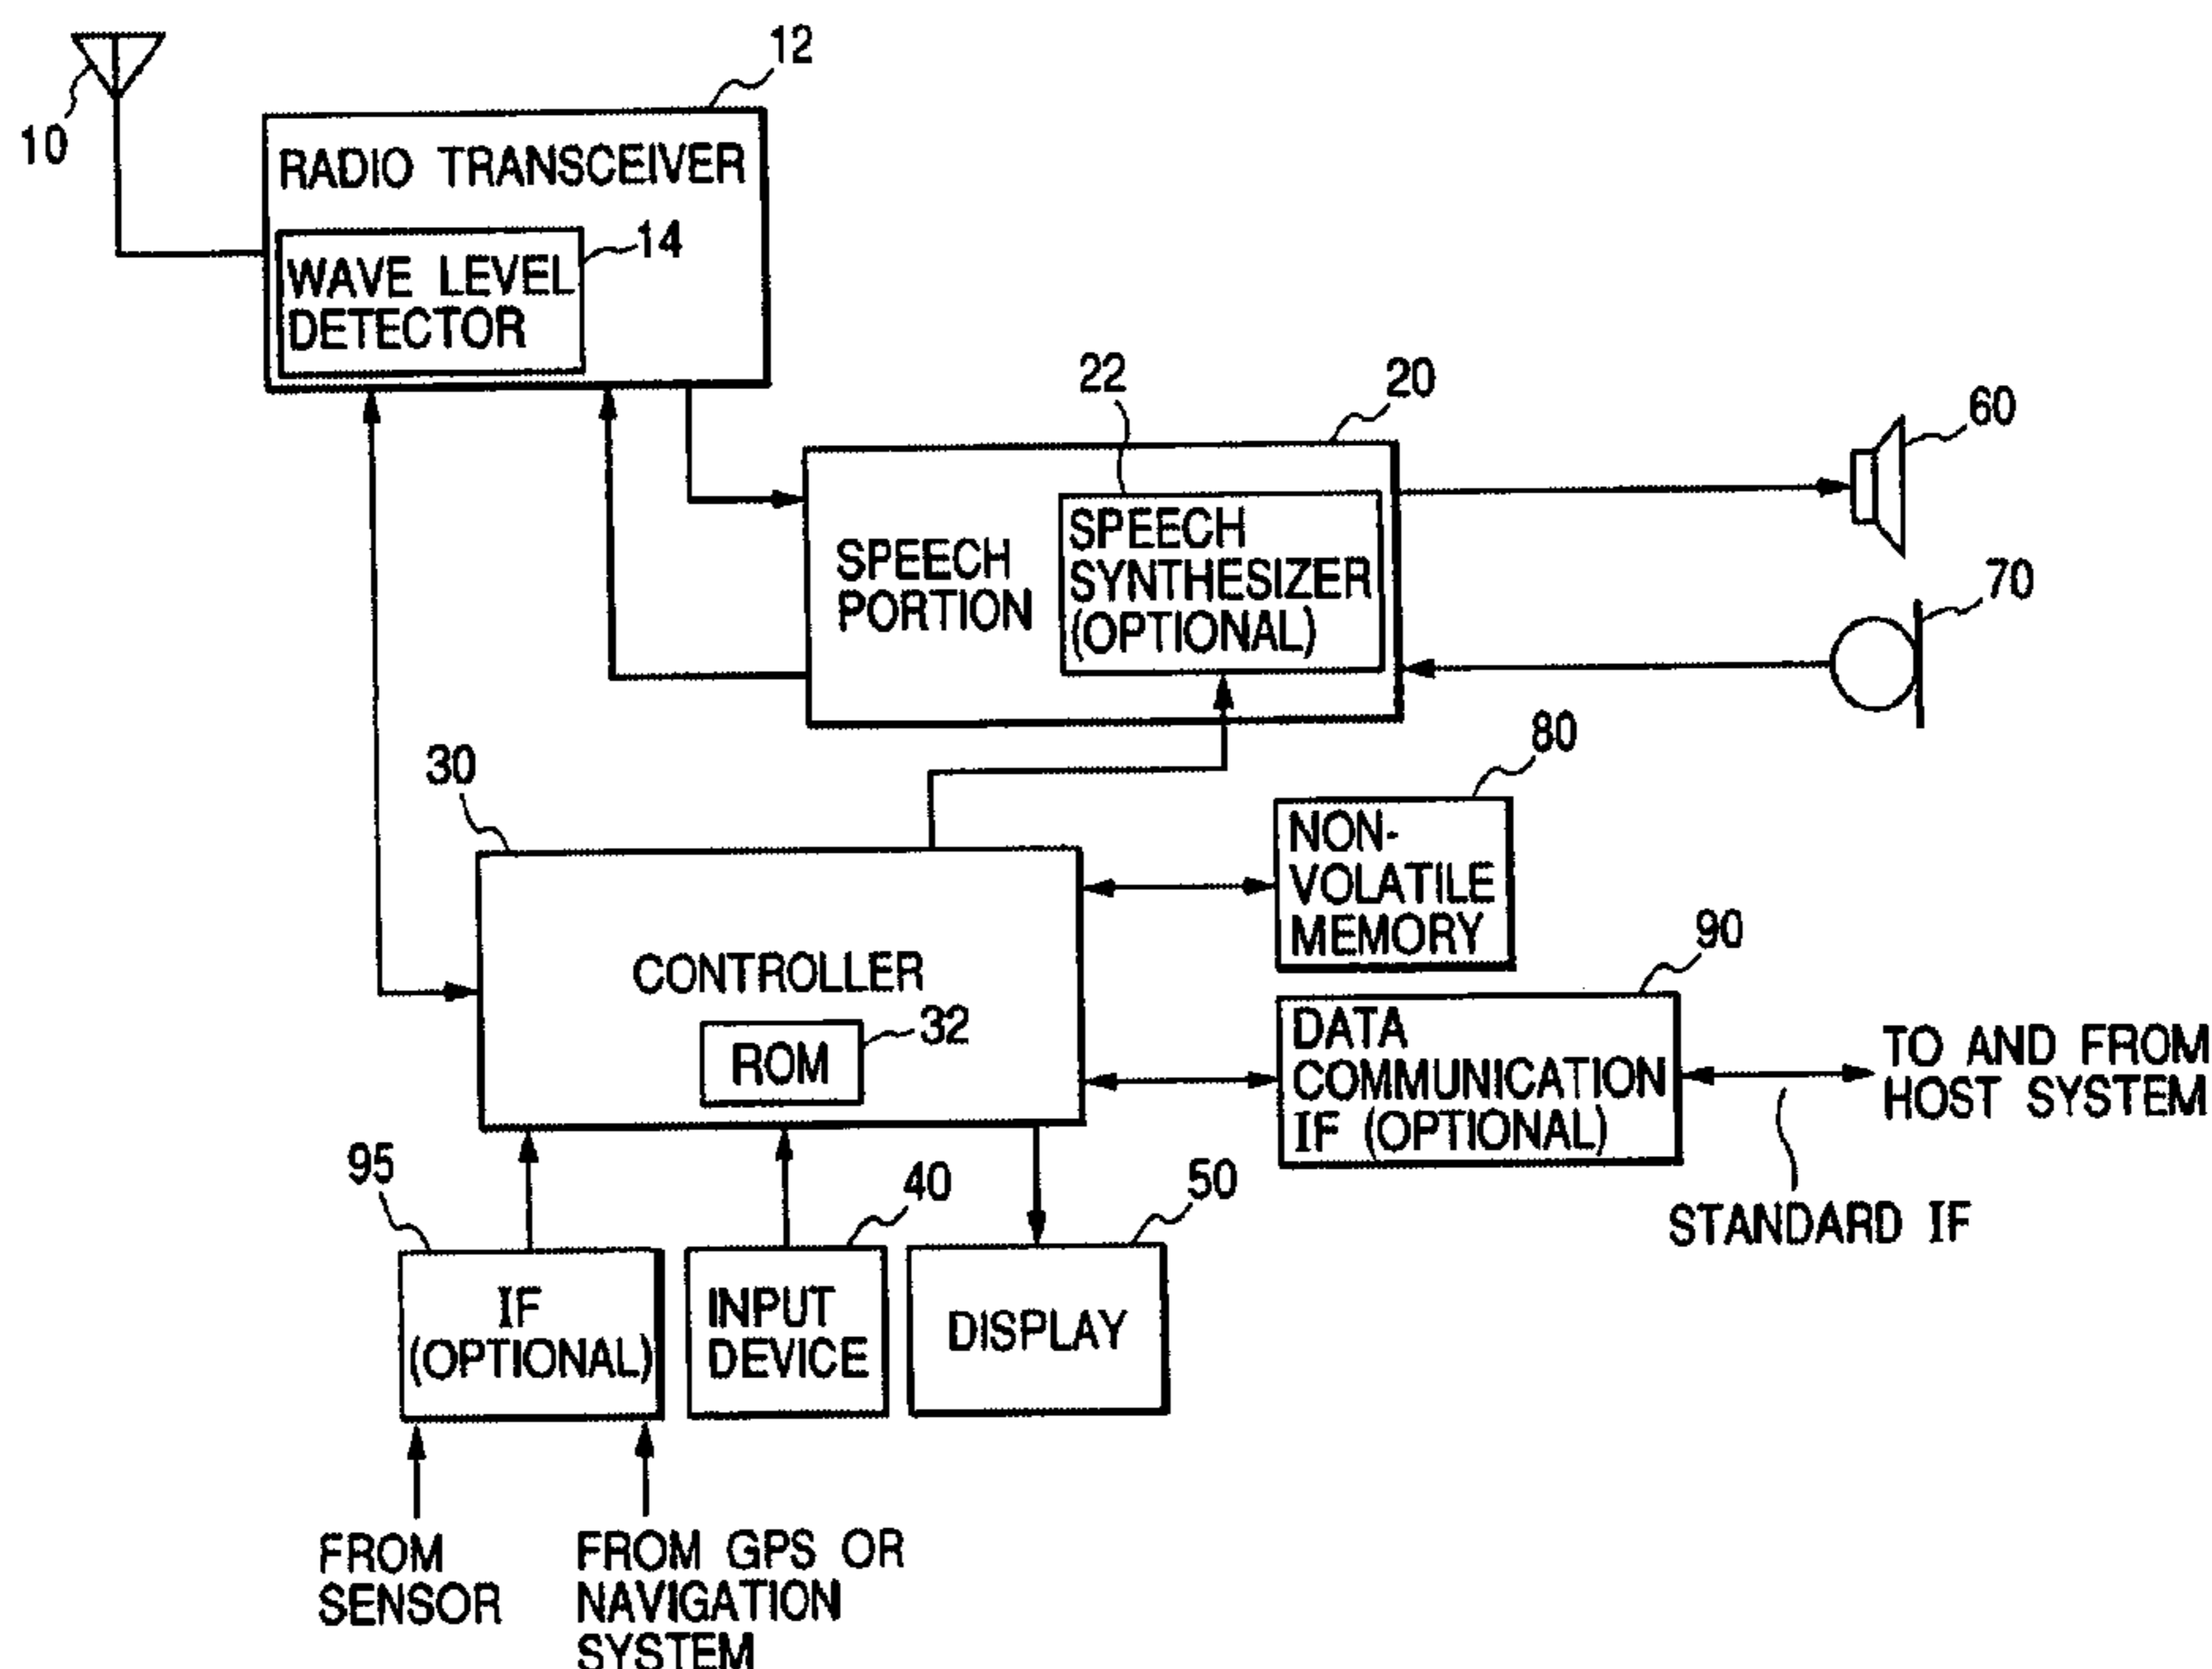 12
10
RADIO TRANSCEIVER
14
WAVE LEVEL
DETECTOR
22
20
60
SPEECH
PORTION
SPEECH
SYNTHESIZER
(OPTIONAL)
70
30
80
NON-
VOLATILE
MEMORY
CONTROLLER
32
ROM
90
DATA
COMMUNICATION
IF (OPTIONAL)
TO AND FROM
HOST SYSTEM
STANDARD IF
95
40
50
IF
(OPTIONAL)
INPUT
DEVICE
DISPLAY
FROM
SENSOR
FROM GPS OR
NAVIGATION
SYSTEM